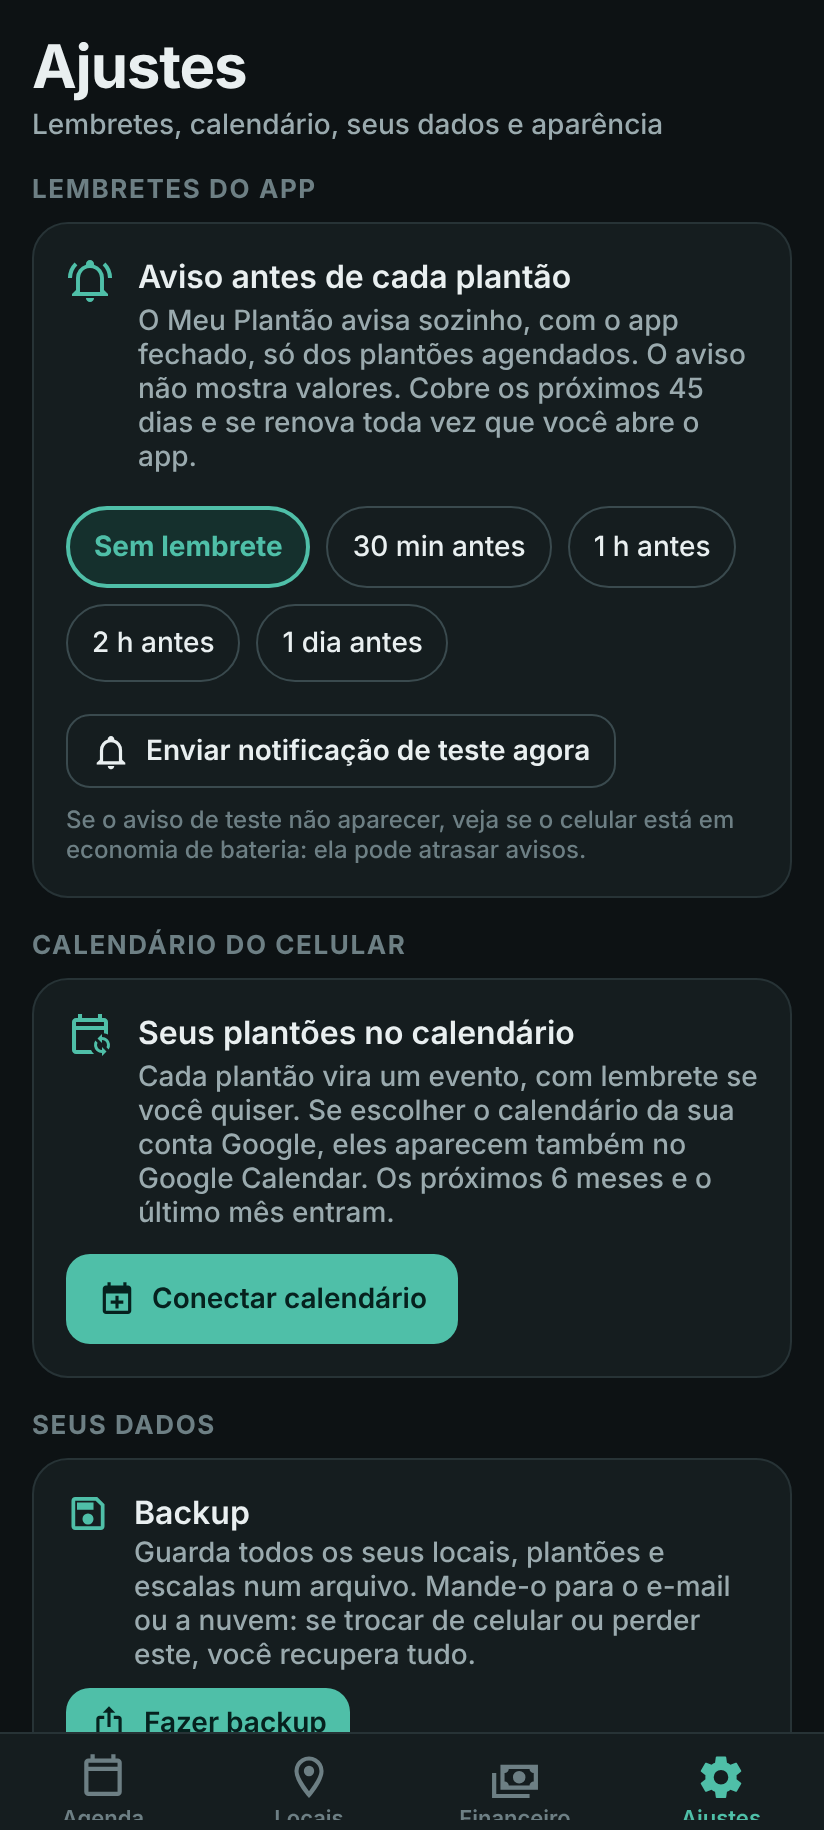 Ajustes
Lembretes, calendário, seus dados e aparência
LEMBRETES DO APP
Aviso antes de cada plantão
O Meu Plantão avisa sozinho, com o app
fechado, só dos plantões agendados. O aviso
não mostra valores. Cobre os próximos 45
dias e se renova toda vez que você abre o
app.
Sem lembrete
30 min antes
1 h antes
2 h antes
1 dia antes
Enviar notificação de teste agora
Se o aviso de teste não aparecer, veja se o celular está em
economia de bateria: ela pode atrasar avisos.
CALENDÁRIO DO CELULAR
Seus plantões no calendário
Cada plantão vira um evento, com lembrete se
você quiser. Se escolher o calendário da sua
conta Google, eles aparecem também no
Google Calendar. Os próximos 6 meses e o
último mês entram.
Conectar calendário
SEUS DADOS
Backup
Guarda todos os seus locais, plantões e
escalas num arquivo. Mande-o para o e-mail
ou a nuvem: se trocar de celular ou perder
este, você recupera tudo.
Fazer backup
Agenda
Locais
Financeiro
Ajustes